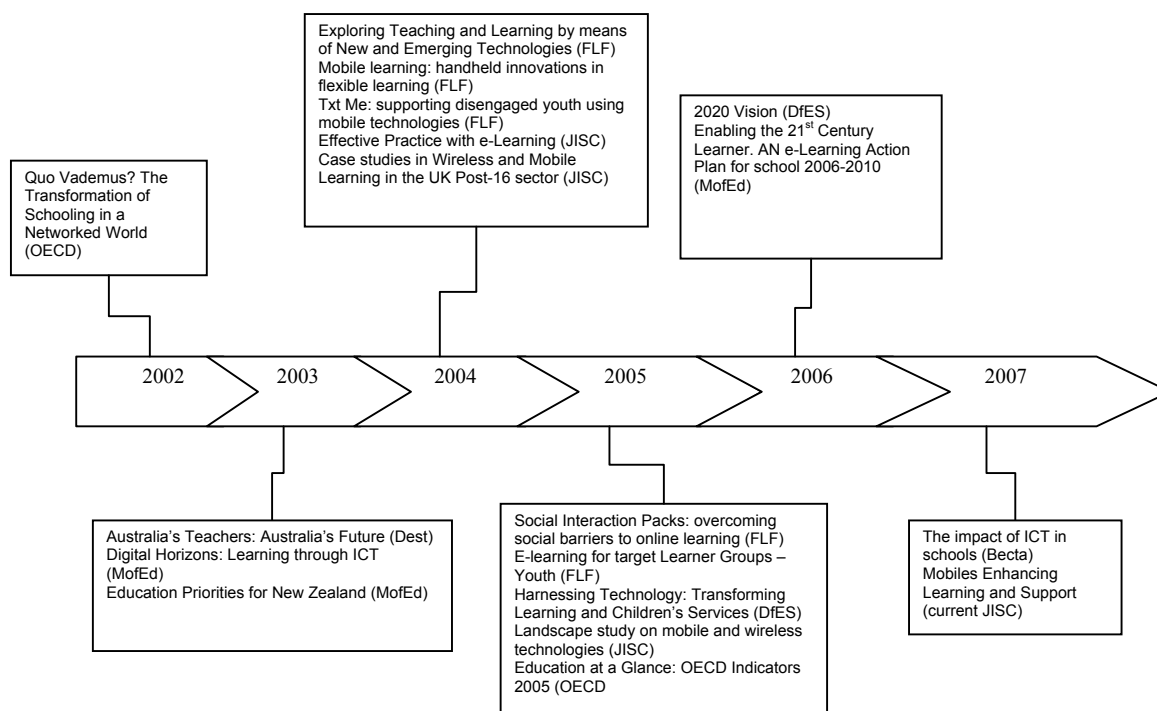 Exploring Teaching and Learning by means
of New and Emerging Technologies (FLF)
Mobile learning: handheld innovations in
flexible learning (FLF)
Txt Me: supporting disengaged youth using
mobile technologies (FLF)
Effective Practice with e-Learning (JISC)
Case studies in Wireless and Mobile
Learning in the UK Post-16 sector (JISC)
2020 Vision (DfES)
Enabling the 21st Century
Learner. AN e-Learning Action
Plan for school 2006-2010
(MofEd)
Quo Vademus? The
Transformation of
Schooling in a
Networked World
(OECD)
2002
2003
2004
2005
2006
2007
Australia's Teachers: Australia's Future (Dest)
Digital Horizons: Learning through ICT
(MofEd)
Education Priorities for New Zealand (MofEd)
Social Interaction Packs: overcoming
social barriers to online learning (FLF)
E-learning for target Learner Groups –
Youth (FLF)
Harnessing Technology: Transforming
Learning and Children's Services (DfES)
Landscape study on mobile and wireless
technologies (JISC)
Education at a Glance: OECD Indicators
2005 (OECD
The impact of ICT in
schools (Becta)
Mobiles Enhancing
Learning and Support
(current JISC)